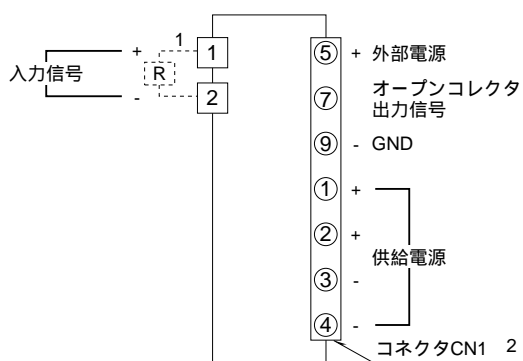 入力信号
+
-
1
R
1
2
⑤ + 外部電源
⑦ オープンコレクタ
出力信号
⑨ - GND
① +
② +
供給電源
③ -
④ -
コネクタCN1 2